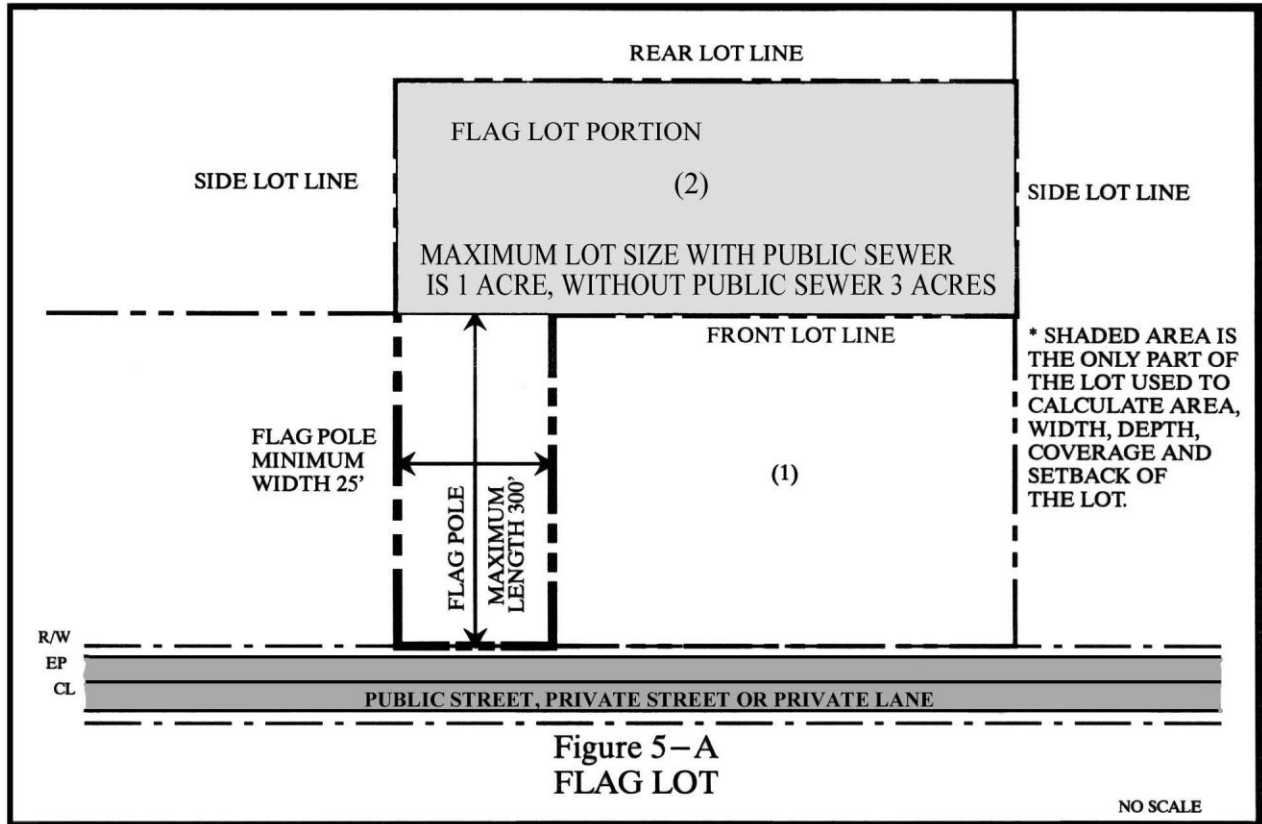 REAR LOT LINE
FLAG LOT PORTION
(2)
SIDE LOT LINE
SIDE LOT LINE
MAXIMUM LOT SIZE WITH PUBLIC SEWER
IS 1 ACRE, WITHOUT PUBLIC SEWER 3 ACRES
FRONT LOT LINE
* SHADED AREA IS
THE ONLY PART OF
THE LOT USED TO
CALCULATE AREA,
WIDTH, DEPTH,
COVERAGE AND
SETBACK OF
THE LOT.
FLAG POLE
MINIMUM
WIDTH 25’
FLAG POLE
MAXIMUM
LENGTH 300’
(1)
R/W
EP
CL
PUBLIC STREET, PRIVATE STREET OR PRIVATE LANE
Figure 5–A
FLAG LOT
NO SCALE